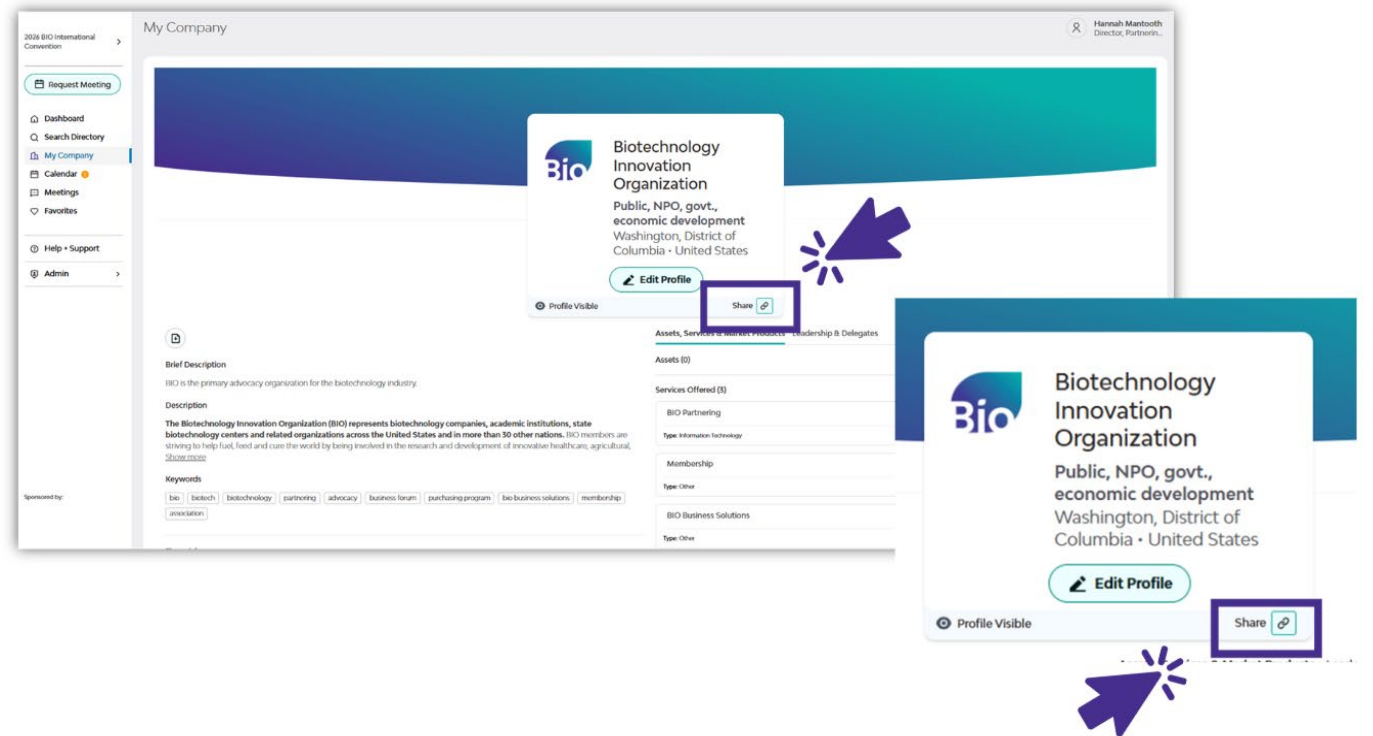 2026 BIO International
Convention
My Company
Hannah Mantooth
Director, Partnerin...
Request Meeting
Dashboard
Search Directory
My Company
Calendar
Meetings
Favorites
Help + Support
Admin
Sponsored by:
Bio
Biotechnology
Innovation
Organization
Public, NPO, govt.,
economic development
Washington, District of
Columbia • United States
Edit Profile
Profile Visible
Share
Brief Description
BIO is the primary advocacy organization for the biotechnology industry.
Description
The Biotechnology Innovation Organization (BIO) represents biotechnology companies, academic institutions, state
biotechnology centers and related organizations across the United States and in more than 30 other nations. BIO members are
striving to help fuel, feed and cure the world by being involved in the research and development of innovative healthcare, agricultural,
Show more
Keywords
bio biotech biotechnology partnering advocacy business forum purchasing program bio business solutions membership
association
Assets, Services & Market Products Leadership & Delegates
Assets (0)
Services Offered (3)
BIO Partnering
Type: Information Technology
Membership
Type: Other
BIO Business Solutions
Type: Other
Bio
Biotechnology
Innovation
Organization
Public, NPO, govt.,
economic development
Washington, District of
Columbia • United States
Edit Profile
Profile Visible
Share